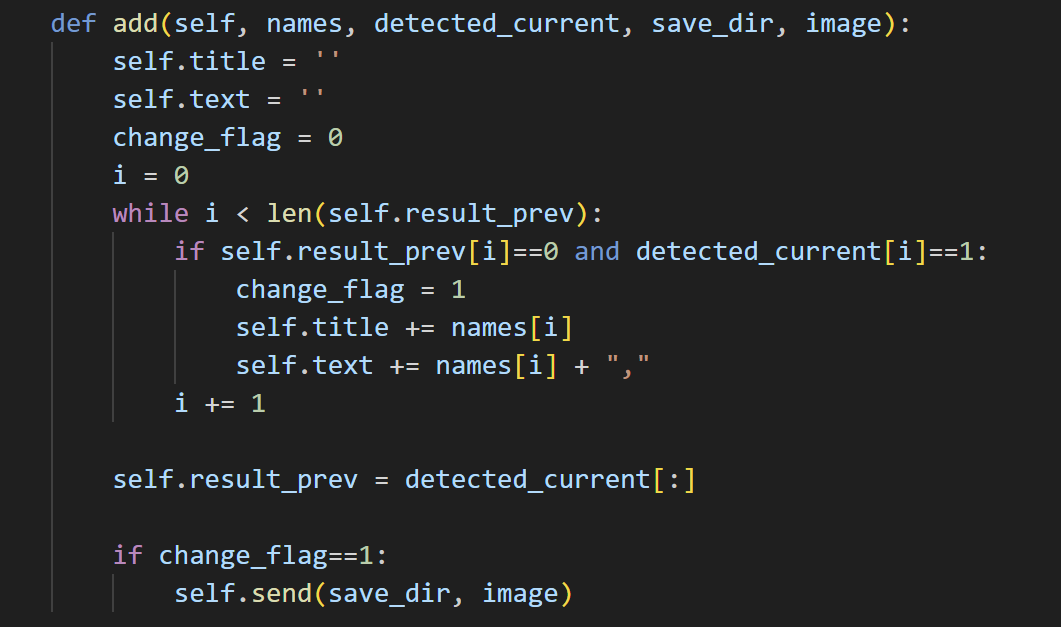 def add(self, names, detected_current, save_dir, image):
    self.title = ''
    self.text = ''
    change_flag = 0
    i = 0
    while i < len(self.result_prev):
        if self.result_prev[i]==0 and detected_current[i]==1:
            change_flag = 1
            self.title += names[i]
            self.text += names[i] + ","
        i += 1

    self.result_prev = detected_current[:]

    if change_flag==1:
        self.send(save_dir, image)